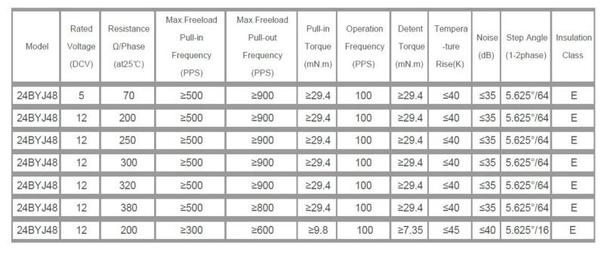 Model Rated Voltage (DCV) Resistance Ω/Phase (at25℃) Max Freeload Pull-in Frequency (PPS) Max Freeload Pull-out Frequency (PPS) Pull-in Torque (mN.m) Operation Frequency (PPS) Detent Torque (mN.m) Tempera -ture Rise(K) Noise (dB) Step Angle (1-2phase) Insulation Class
24BYJ48 5 70 ≥500 ≥900 ≥29.4 100 ≥29.4 ≤40 ≤35 5.625°/64 E
24BYJ48 12 200 ≥500 ≥900 ≥29.4 100 ≥29.4 ≤40 ≤35 5.625°/64 E
24BYJ48 12 250 ≥500 ≥900 ≥29.4 100 ≥29.4 ≤40 ≤35 5.625°/64 E
24BYJ48 12 300 ≥500 ≥900 ≥29.4 100 ≥29.4 ≤40 ≤35 5.625°/64 E
24BYJ48 12 320 ≥500 ≥900 ≥29.4 100 ≥29.4 ≤40 ≤35 5.625°/64 E
24BYJ48 12 380 ≥500 ≥800 ≥29.4 100 ≥29.4 ≤40 ≤35 5.625°/64 E
24BYJ48 12 200 ≥300 ≥600 ≥9.8 100 ≥7.35 ≤45 ≤40 5.625°/16 E